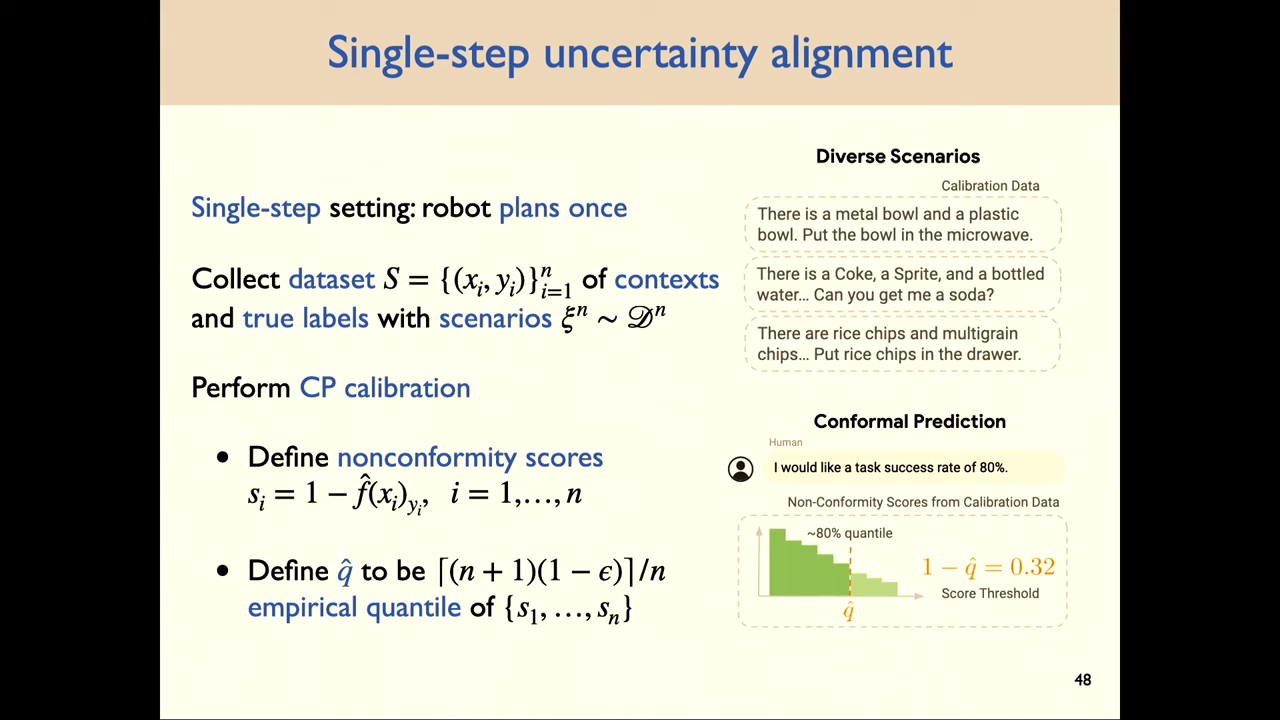 Single-step uncertainty alignment
Single-step setting: robot plans once
Collect dataset S = {(xᵢ, yᵢ)}ⁿᵢ₌₁ of contexts
and true labels with scenarios ξⁿ ~ 𝒟ⁿ
Perform CP calibration
• Define nonconformity scores
sᵢ = 1 − f̂(xᵢ)_yᵢ, i = 1,…,n
• Define q̂ to be ⌈(n + 1)(1 − ϵ)⌉/n
empirical quantile of {s₁, …, sₙ}
Diverse Scenarios
Calibration Data
There is a metal bowl and a plastic
bowl. Put the bowl in the microwave.
There is a Coke, a Sprite, and a bottled
water... Can you get me a soda?
There are rice chips and multigrain
chips... Put rice chips in the drawer.
Conformal Prediction
Human
I would like a task success rate of 80%.
Non-Conformity Scores from Calibration Data
~80% quantile
1 − q̂ = 0.32
Score Threshold
q̂
48